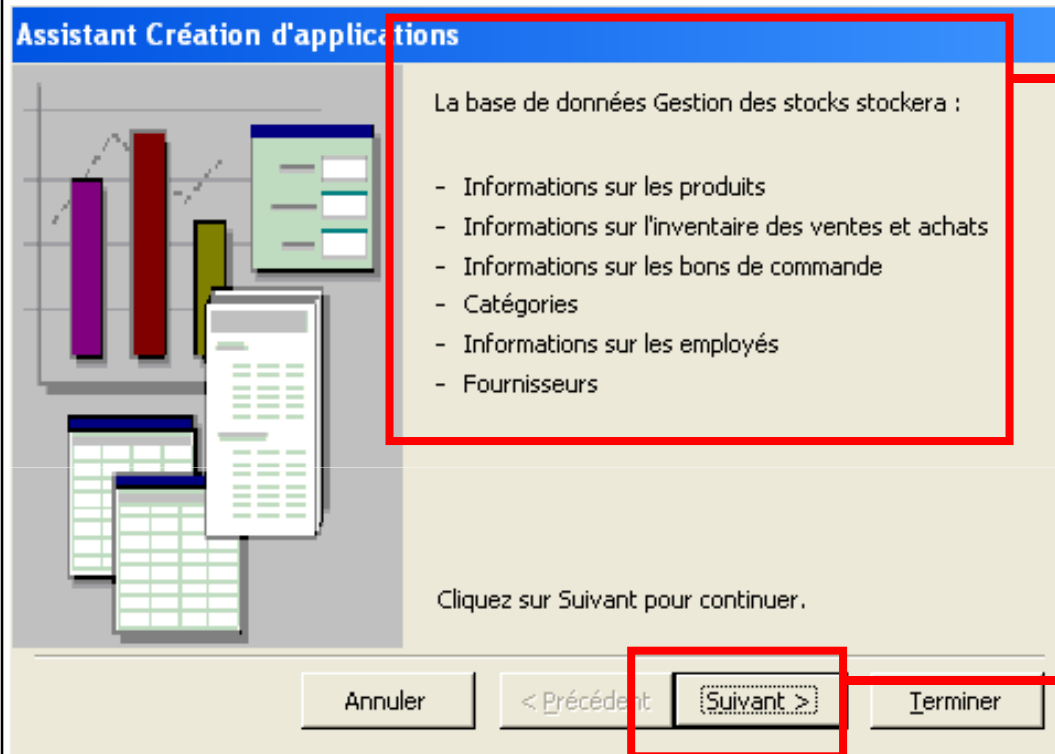 Assistant Création d'applications
La base de données Gestion des stocks stockera :
- Informations sur les produits
- Informations sur l'inventaire des ventes et achats
- Informations sur les bons de commande
- Catégories
- Informations sur les employés
- Fournisseurs
Cliquez sur Suivant pour continuer.
Annuler
< Précédent
Suivant >
Terminer